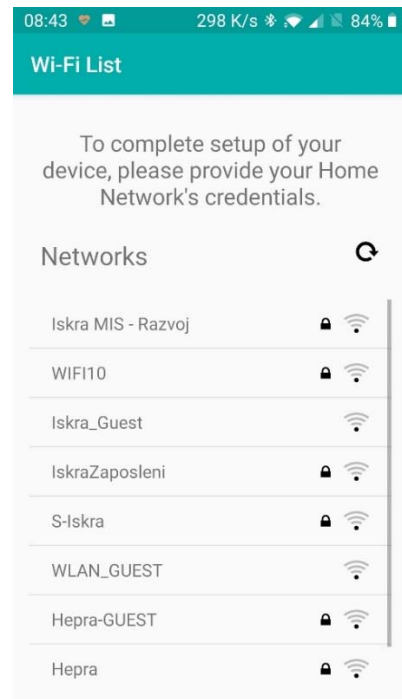 08:43 298 K/s 84%
Wi-Fi List
To complete setup of your
device, please provide your Home
Network's credentials.
Networks
Iskra MIS - Razvoj
WIFI10
Iskra_Guest
IskraZaposleni
S-Iskra
WLAN_GUEST
Hepra-GUEST
Hepra